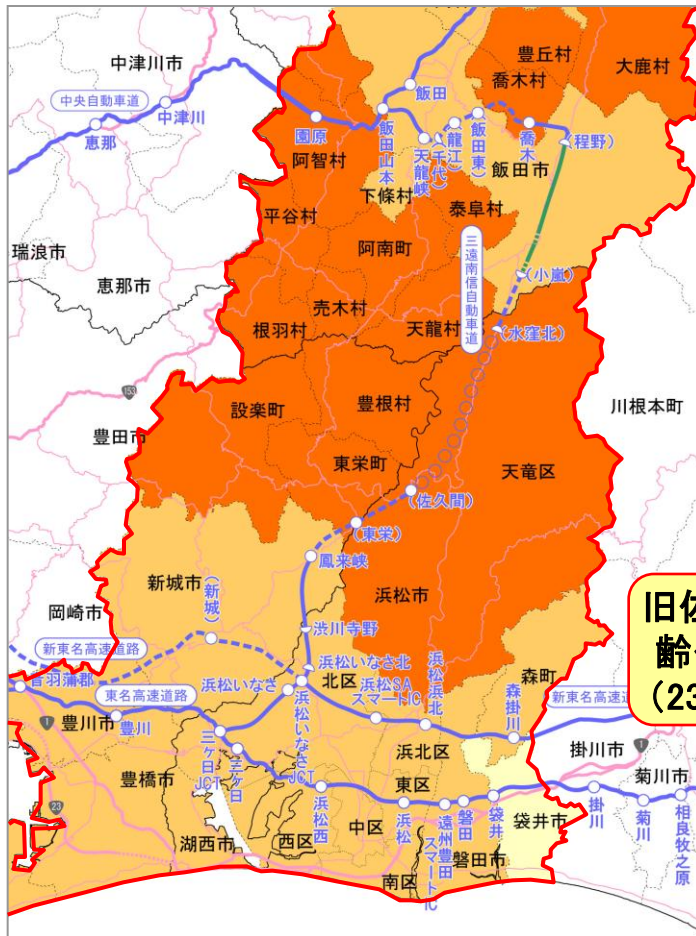 中津川市
豊丘村
大鹿村
喬木村
中央自動車道
中津川
恵那
園原
飯田
飯田山本
天龍峡
(千代)
(龍江)
飯田東)
喬木
(程野)
阿智村
下條村
飯田市
平谷村
泰阜村
阿南町
瑞浪市
恵那市
三遠南信自動車道
(小嵐)
売木村
根羽村
天龍村
(水窪北)
153
設楽町
豊根村
川根本町
豊田市
東栄町
天竜区
(佐久間)
(東栄)
鳳来峡
新城市
(新城)
浜松市
岡崎市
渋川寺野
旧佐
齢
(23
新東名高速道路
浜松いなさ北
北区
浜松いなさ
浜松いなさJCT
浜松SA
スマートIC
浜松浜北
森町
森掛川
新東名高速道
音羽蒲郡
東名高速道路
1
豊川市
豊川
三ケ日JCT
三ケ日
浜北区
掛川市
1
菊川市
豊橋市
東区
23
浜松西
中区
浜松
遠州豊田
スマートIC
磐田
袋井
袋井市
掛川
菊川
相良牧之原
湖西市
西区
磐田市
南区